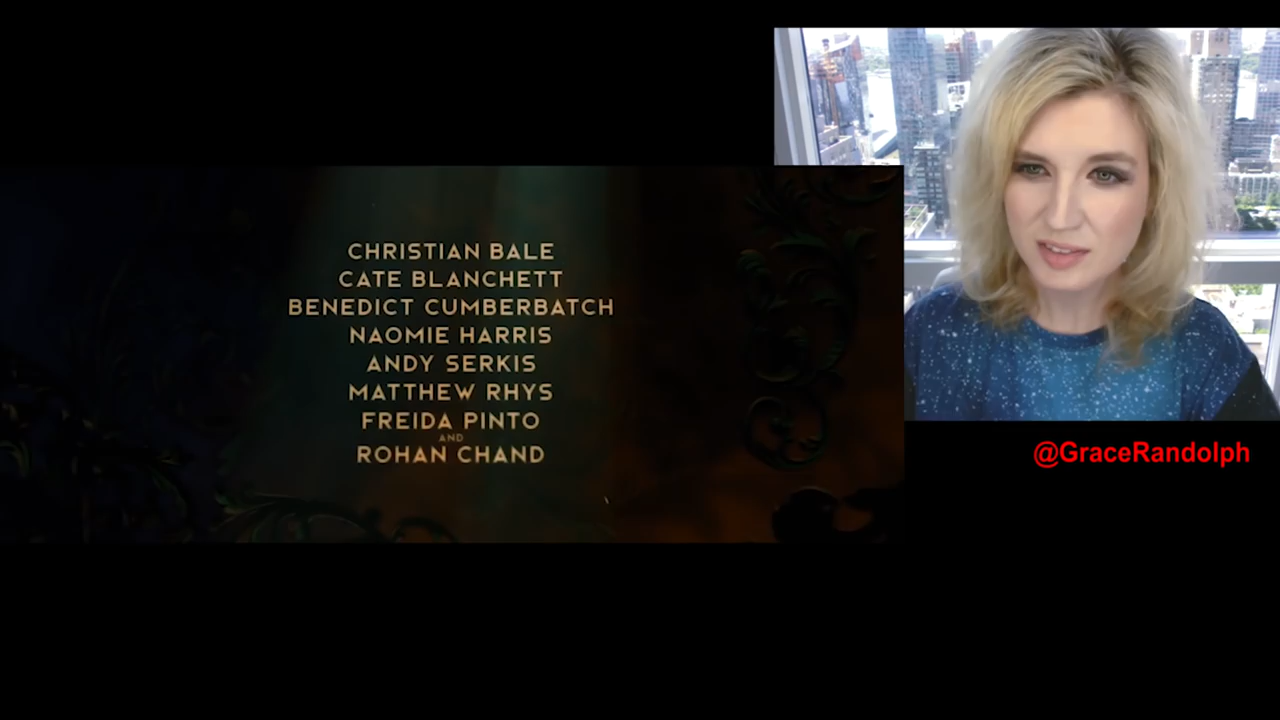 CHRISTIAN BALE
CATE BLANCHETT
BENEDICT CUMBERBATCH
NAOMIE HARRIS
ANDY SERKIS
MATTHEW RHYS
FREIDA PINTO
AND
ROHAN CHAND
@GraceRandolph